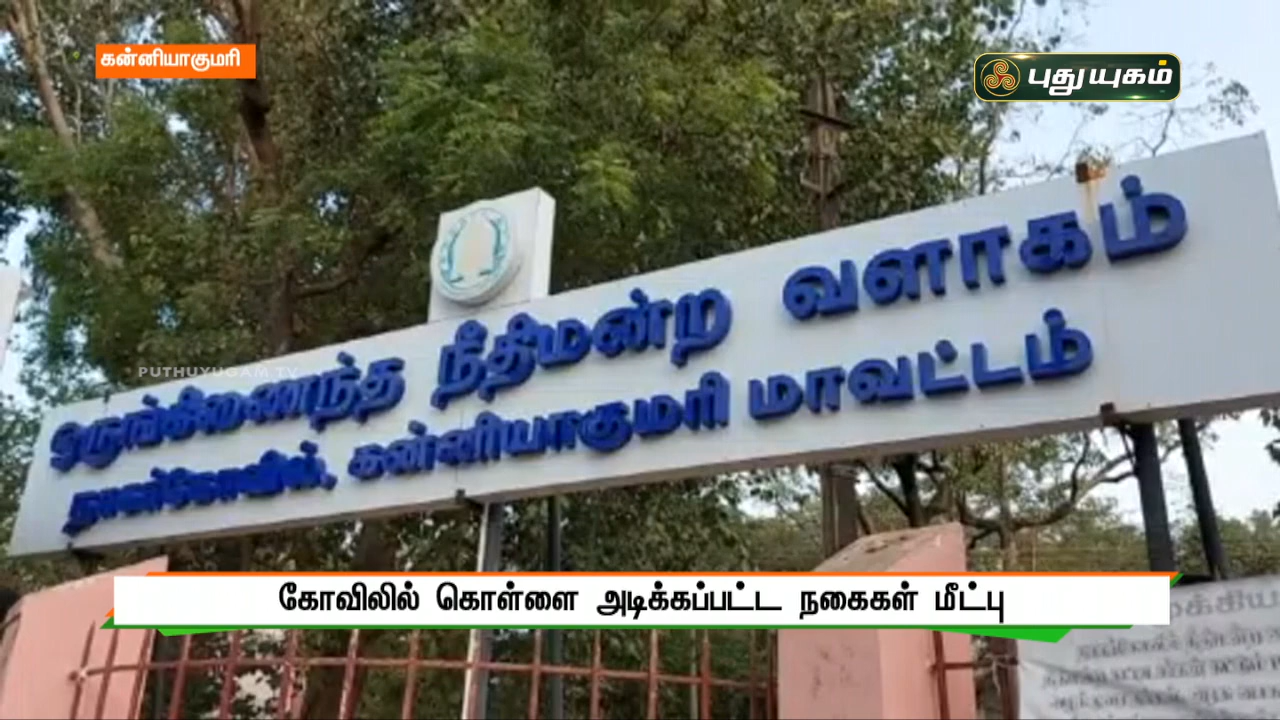 கன்னியாகுமரி
புதுயுகம்
ஒருங்கிணைந்த நீதிமன்ற வளாகம்
நாகர்கோவில், கன்னியாகுமரி மாவட்டம்
PUTHUYUGAM TV
கோவிலில் கொள்ளை அடிக்கப்பட்ட நகைகள் மீட்பு